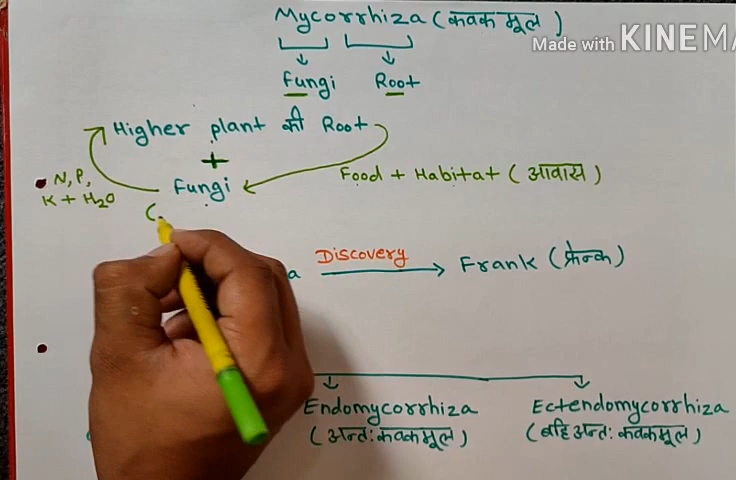 Mycorrhiza (कवक मूल)
Made with KINEMA
Fungi Root
Higher plant की Root
+
Fungi
Food + Habitat (आवास)
N, P,
K + H₂O
(
a Discovery Frank (फ्रेन्क)
Endomycorrhiza Ectendomycorrhiza
(अन्तः कवकमूल) (बहि अन्तः कवकमूल)